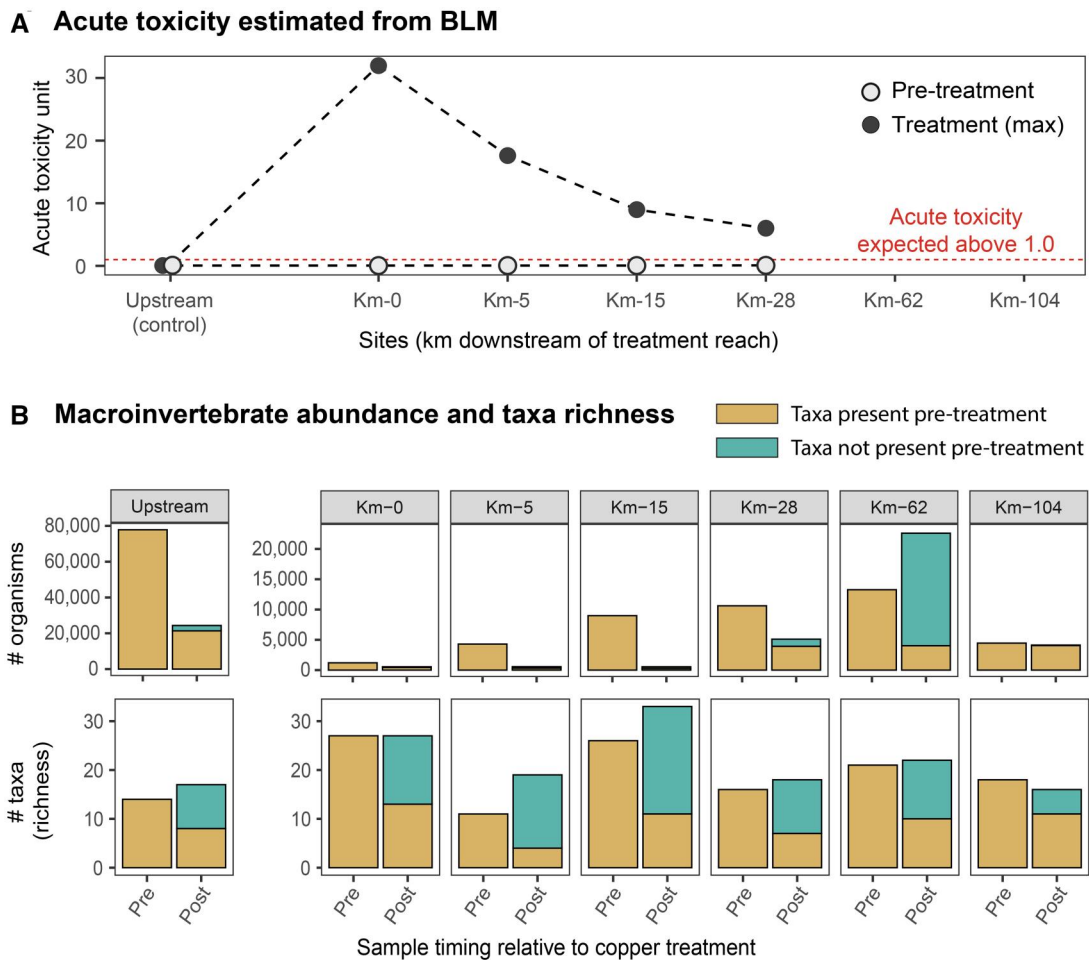 A Acute toxicity estimated from BLM
Acute toxicity unit
30
20
10
0
Pre-treatment
Treatment (max)
Acute toxicity
expected above 1.0
Upstream
(control)
Km-0
Km-5
Km-15
Km-28
Km-62
Km-104
Sites (km downstream of treatment reach)
B Macroinvertebrate abundance and taxa richness
Taxa present pre-treatment
Taxa not present pre-treatment
Upstream
Km−0
Km−5
Km−15
Km−28
Km−62
Km−104
# organisms
80,000
60,000
40,000
20,000
0
20,000
15,000
10,000
5,000
0
# taxa
(richness)
30
20
10
0
30
20
10
0
Pre
Post
Pre
Post
Pre
Post
Pre
Post
Pre
Post
Pre
Post
Pre
Post
Sample timing relative to copper treatment